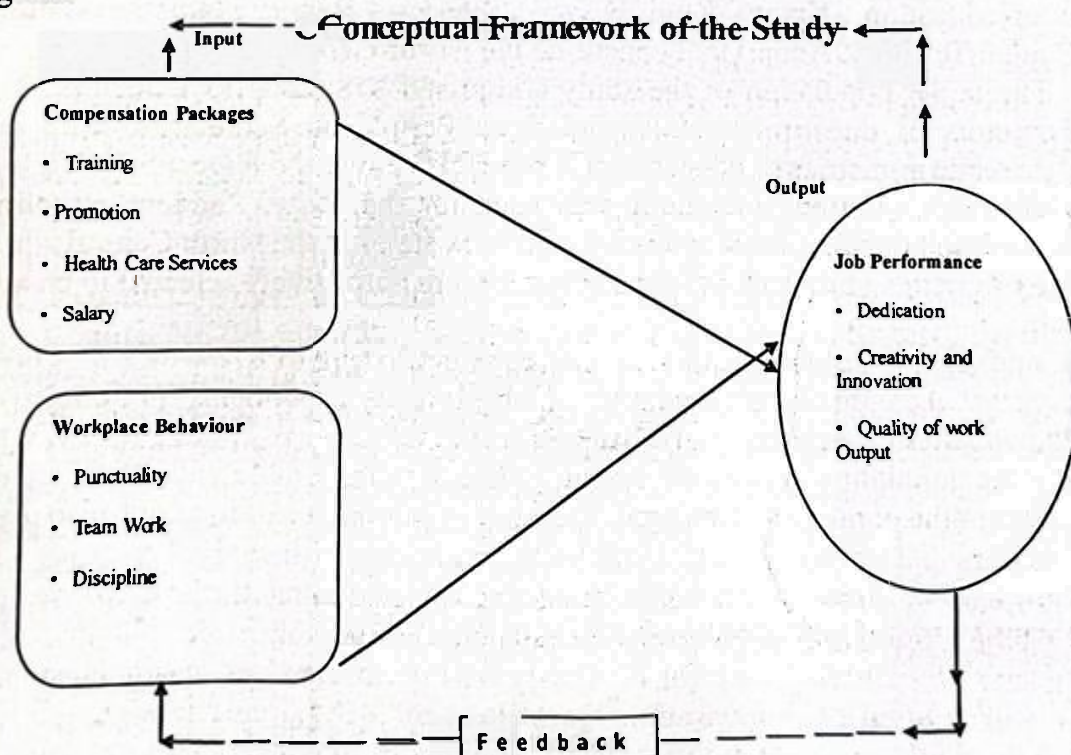 Conceptual Framework of the Study
Input
Compensation Packages
• Training
• Promotion
• Health Care Services
• Salary
Output
Job Performance
• Dedication
• Creativity and
Innovation
• Quality of work
Output
Workplace Behaviour
• Punctuality
• Team Work
• Discipline
Feedback